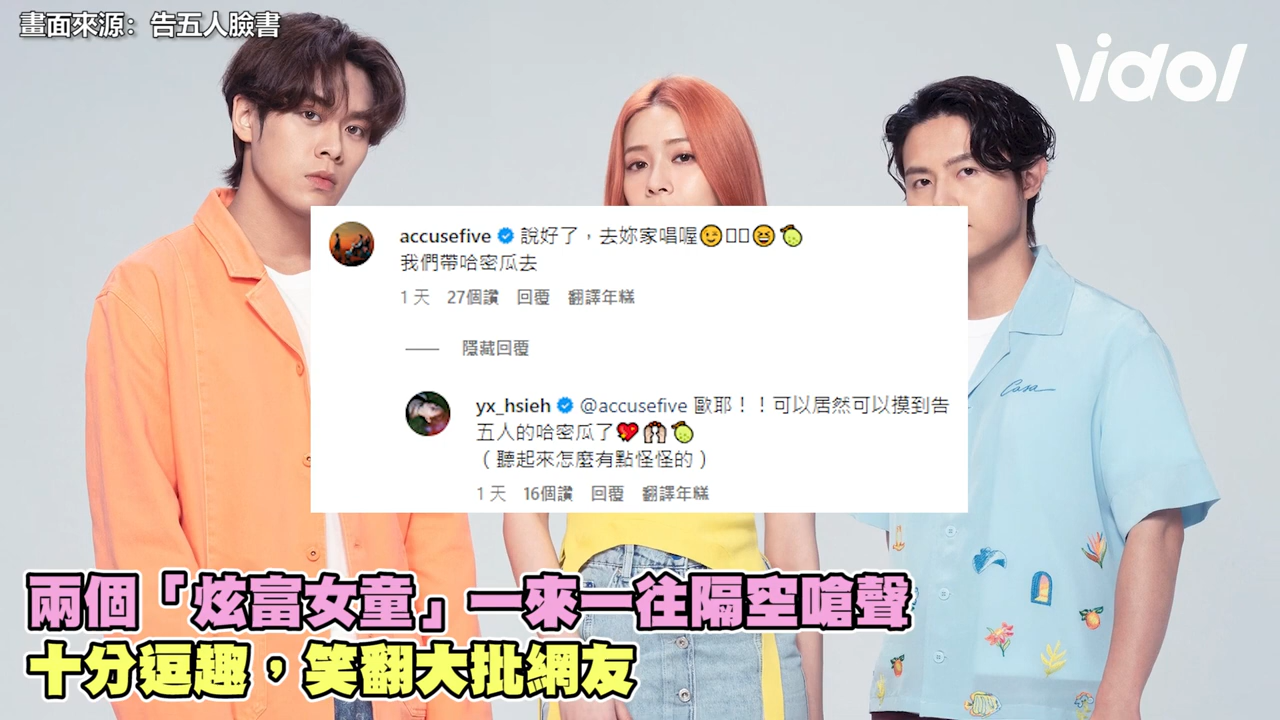 畫面來源：告五人臉書
Vidol
accusefive 說好了，去妳家唱喔😉□□😆🍈
我們帶哈密瓜去
1 天 27個讚 回覆 翻譯年糕
隱藏回覆
yx_hsieh @accusefive 歐耶！！可以居然可以摸到告
五人的哈密瓜了💖🙌🍈
（聽起來怎麼有點怪怪的）
1 天 16個讚 回覆 翻譯年糕
Casa
兩個「炫富女童」一來一往隔空嗆聲
十分逗趣，笑翻大批網友